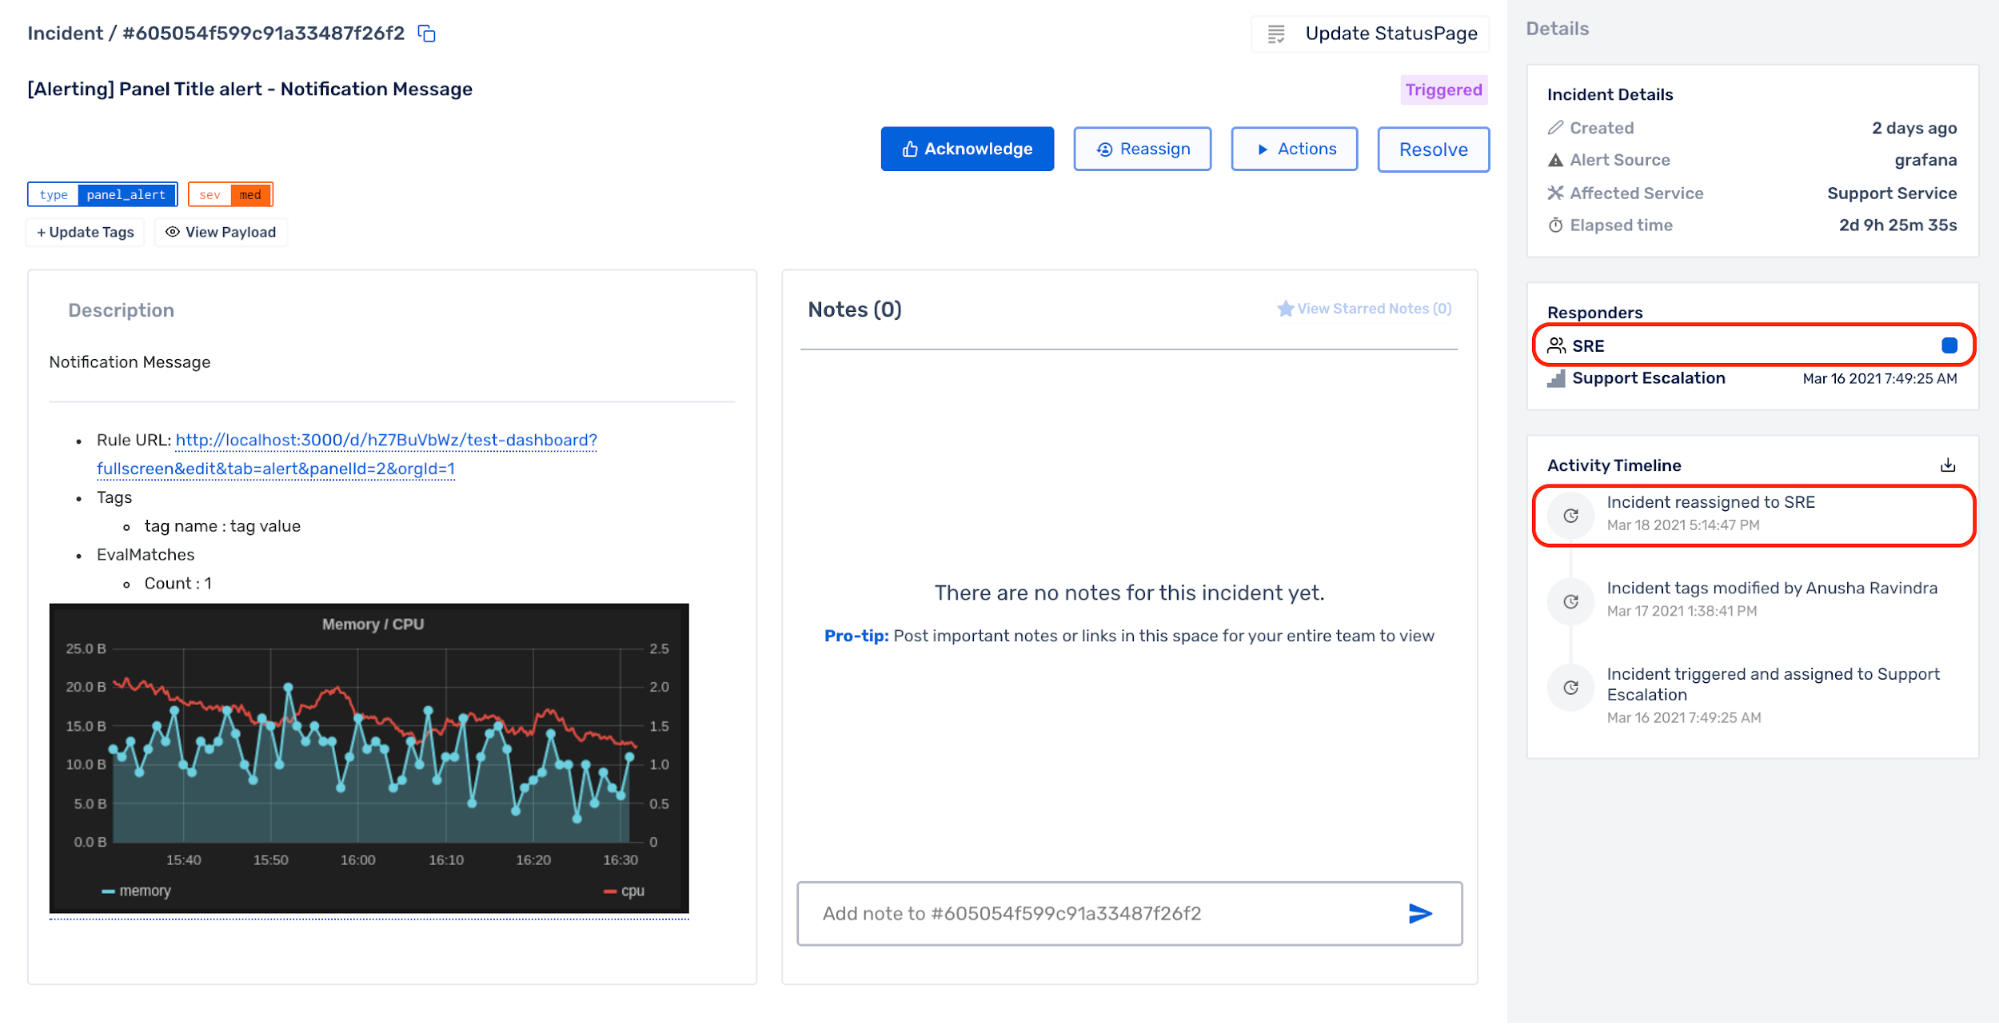 Incident / #605054f599c91a33487f26f2
Update StatusPage
[Alerting] Panel Title alert - Notification Message
Triggered
Acknowledge
Reassign
Actions
Resolve
type panel_alert
sev med
+ Update Tags
View Payload
Description
Notification Message
Rule URL: http://localhost:3000/d/hZ7BuVbWz/test-dashboard?
fullscreen&edit&tab=alert&panelId=2&orgId=1
Tags
tag name : tag value
EvalMatches
Count : 1
Memory / CPU
25.0 B 2.5
20.0 B 2.0
15.0 B 1.5
10.0 B 1.0
5.0 B 0.5
0.0 B 0
15:40 15:50 16:00 16:10 16:20 16:30
memory cpu
Notes (0)
View Starred Notes (0)
There are no notes for this incident yet.
Pro-tip: Post important notes or links in this space for your entire team to view
Add note to #605054f599c91a33487f26f2
Details
Incident Details
Created 2 days ago
Alert Source grafana
Affected Service Support Service
Elapsed time 2d 9h 25m 35s
Responders
SRE
Support Escalation Mar 16 2021 7:49:25 AM
Activity Timeline
Incident reassigned to SRE
Mar 18 2021 5:14:47 PM
Incident tags modified by Anusha Ravindra
Mar 17 2021 1:38:41 PM
Incident triggered and assigned to Support
Escalation
Mar 16 2021 7:49:25 AM